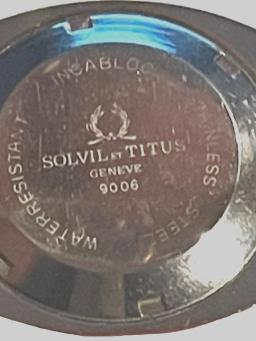 INCABLOC
STAINLESS STEEL
WATERRESISTANT
SOLVIL ET TITUS
GENEVE
9006